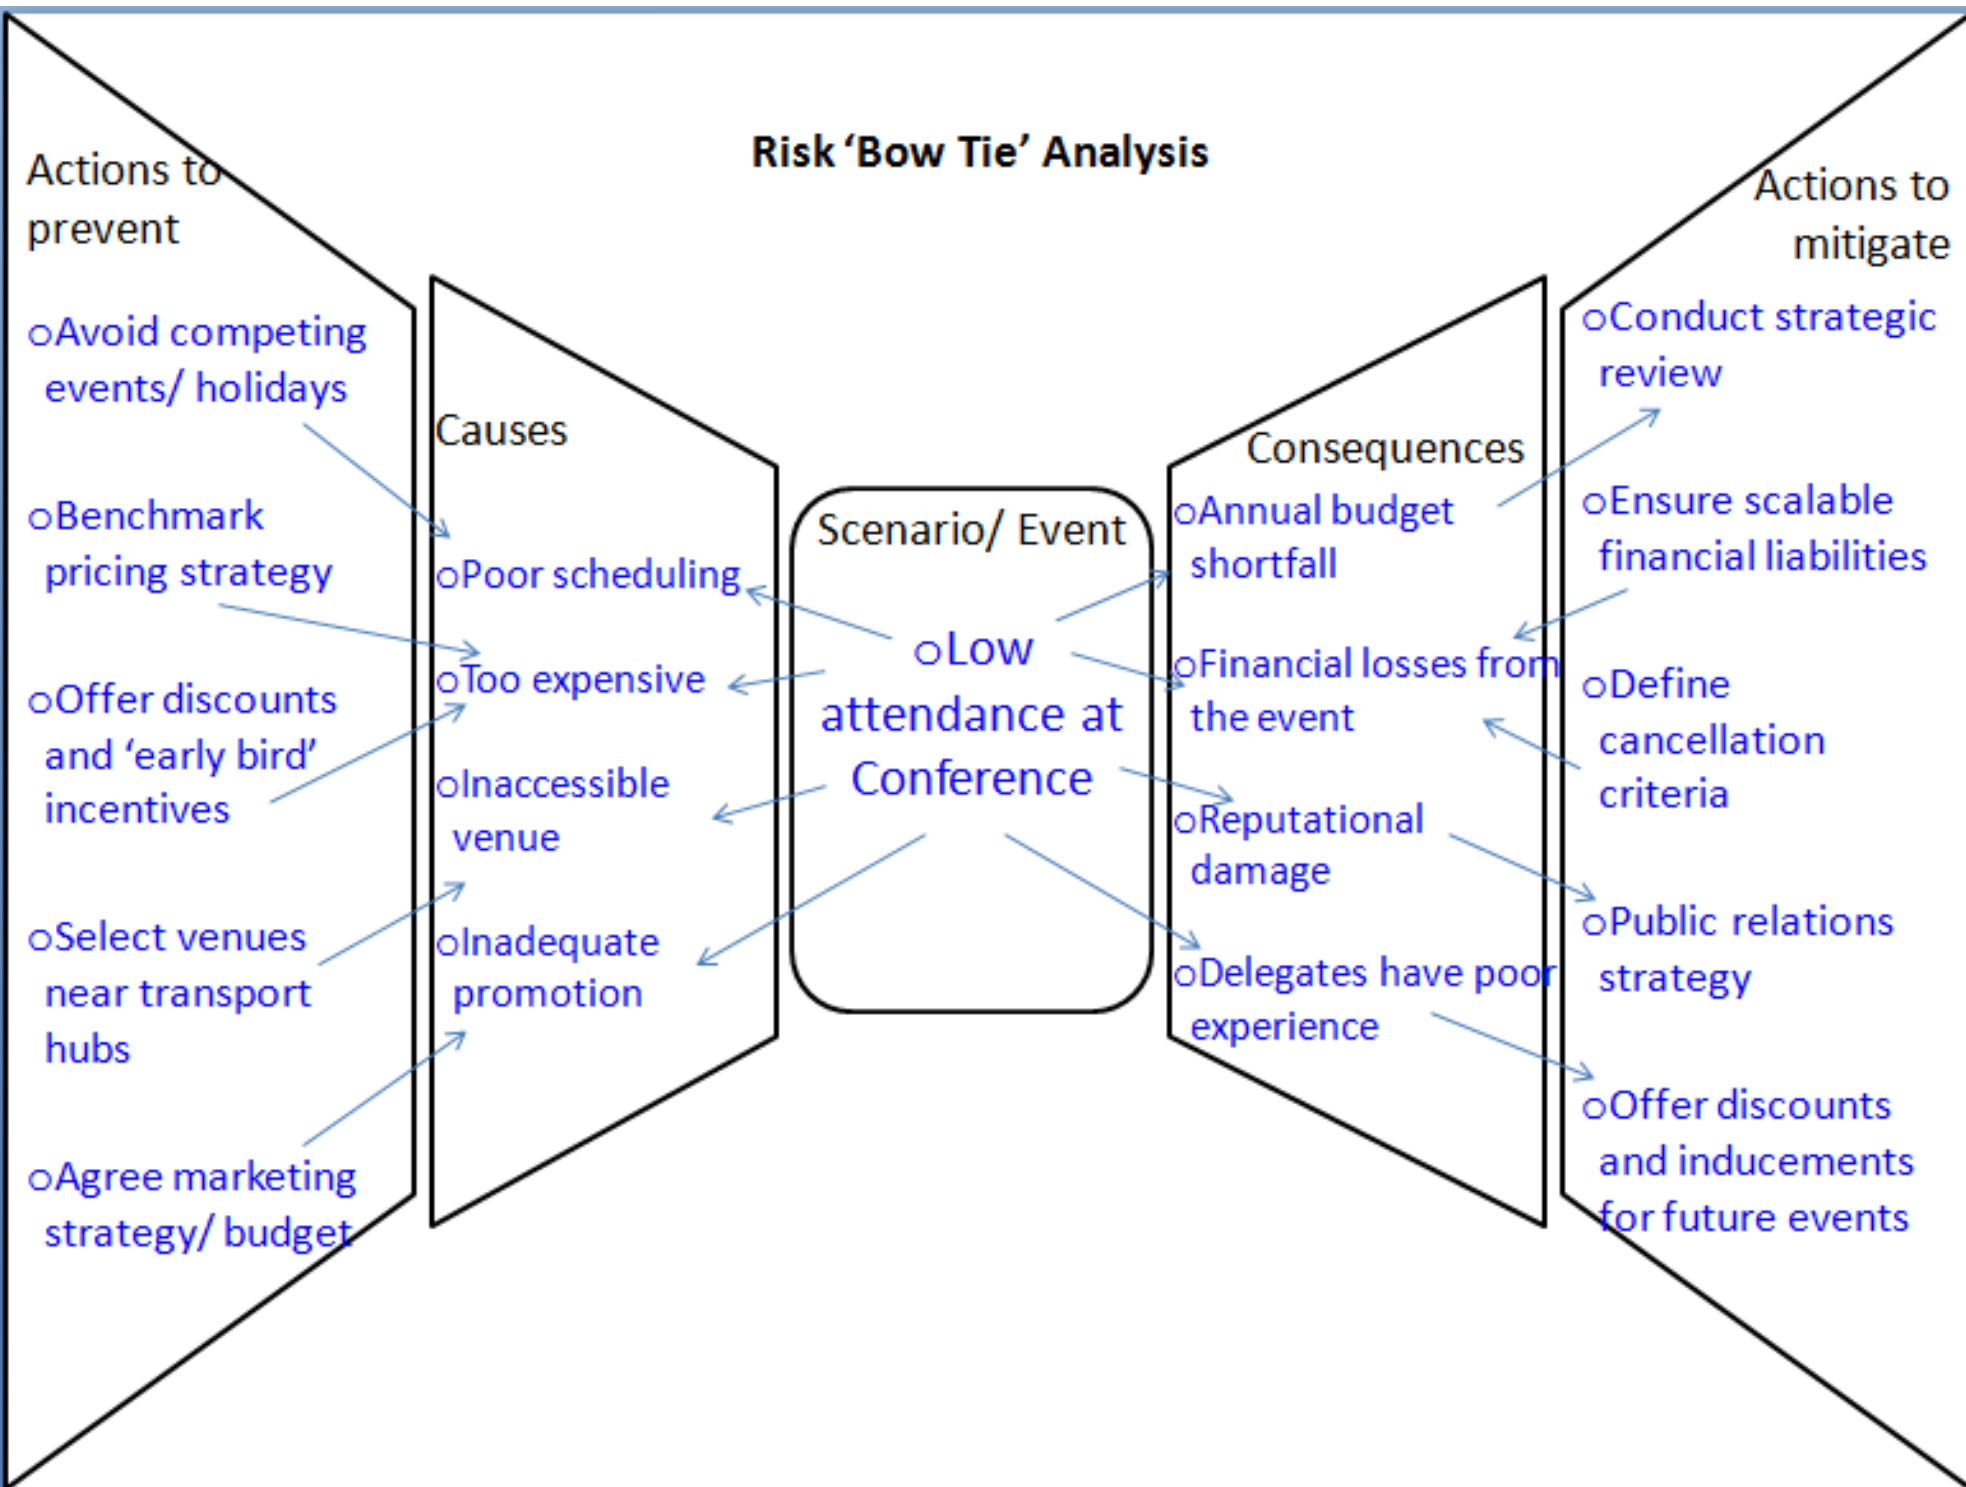 Risk ‘Bow Tie’ Analysis
Actions to
prevent
oAvoid competing
events/ holidays
oBenchmark
pricing strategy
oOffer discounts
and ‘early bird’
incentives
oSelect venues
near transport
hubs
oAgree marketing
strategy/ budget
Causes
oPoor scheduling
oToo expensive
oInaccessible
venue
oInadequate
promotion
Scenario/ Event
oLow
attendance at
Conference
Consequences
oAnnual budget
shortfall
oFinancial losses from
the event
oReputational
damage
oDelegates have poor
experience
Actions to
mitigate
oConduct strategic
review
oEnsure scalable
financial liabilities
oDefine
cancellation
criteria
oPublic relations
strategy
oOffer discounts
and inducements
for future events